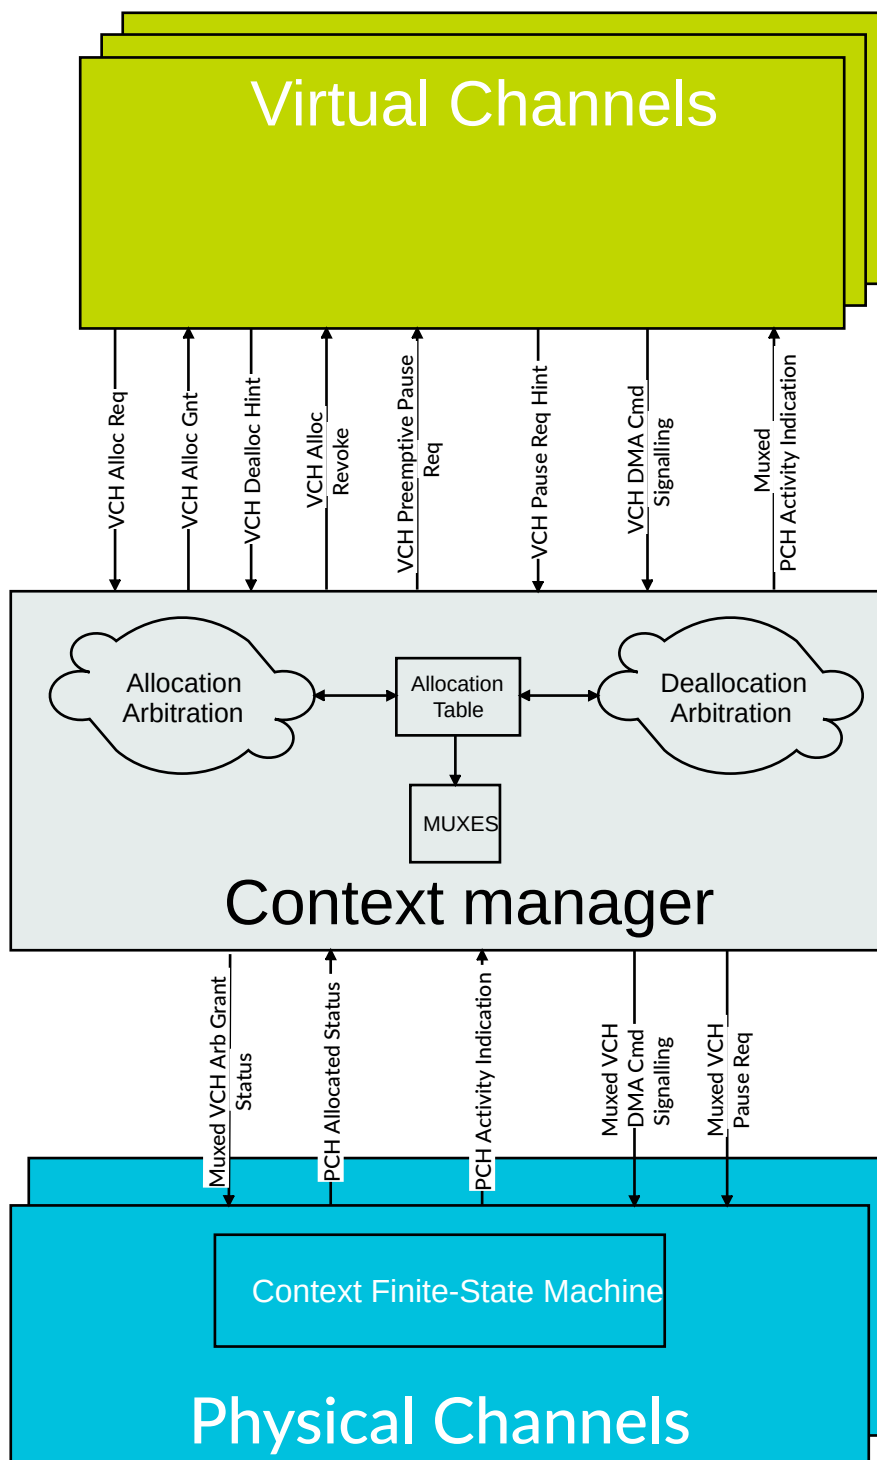 Virtual Channels
VCH Alloc Req
VCH Alloc Gnt
VCH Dealloc Hint
VCH Alloc
Revoke
VCH Preemptive Pause
Req
VCH Pause Req Hint
VCH DMA Cmd
Signalling
Muxed
PCH Activity Indication
Allocation
Arbitration
Allocation
Table
Deallocation
Arbitration
MUXES
Context manager
Muxed VCH Arb Grant
Status
PCH Allocated Status
PCH Activity Indication
Muxed VCH
DMA Cmd
Signalling
Muxed VCH
Pause Req
Context Finite-State Machine
Physical Channels